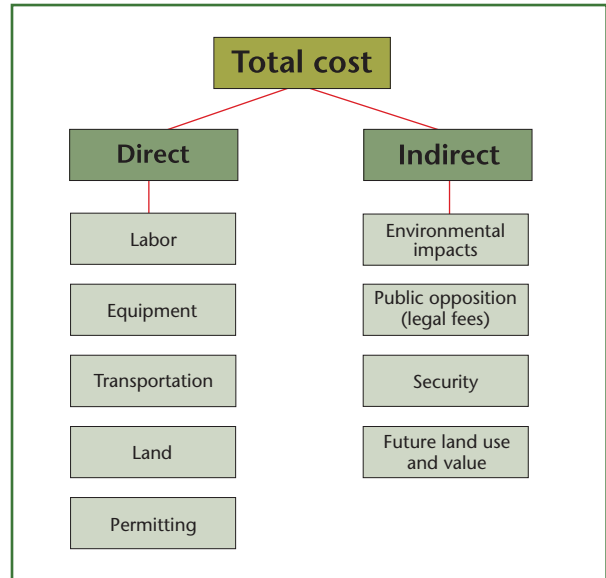 Total cost
Direct
Labor
Equipment
Transportation
Land
Permitting
Indirect
Environmental
impacts
Public opposition
(legal fees)
Security
Future land use
and value